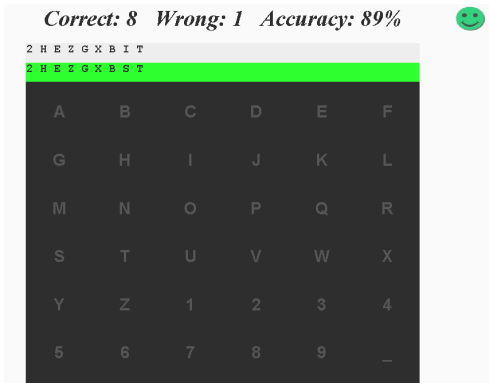 Correct: 8 Wrong: 1 Accuracy: 89%
2 H E Z G X B I T
2 H E Z G X B S T
A B C D E F
G H I J K L
M N O P Q R
S T U V W X
Y Z 1 2 3 4
5 6 7 8 9 _